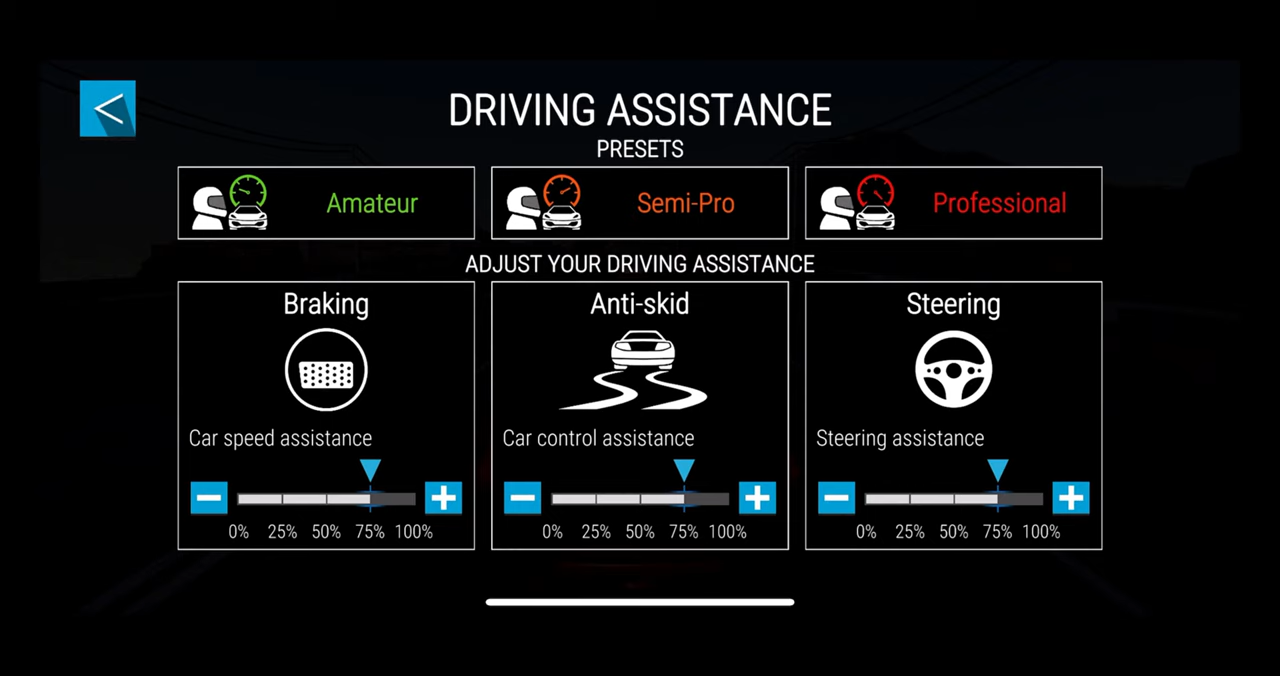 DRIVING ASSISTANCE
PRESETS
Amateur
Semi-Pro
Professional
ADJUST YOUR DRIVING ASSISTANCE
Braking
Anti-skid
Steering
Car speed assistance
Car control assistance
Steering assistance
0% 25% 50% 75% 100%
0% 25% 50% 75% 100%
0% 25% 50% 75% 100%